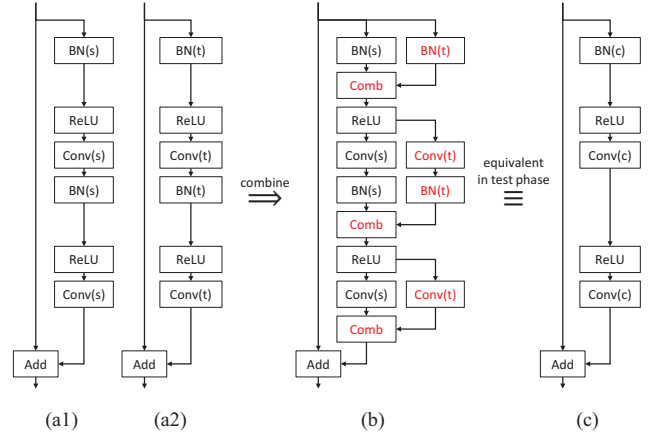 BN(s)
ReLU
Conv(s)
BN(s)
ReLU
Conv(s)
Add
(a1)
BN(t)
ReLU
Conv(t)
BN(t)
ReLU
Conv(t)
Add
(a2)
combine
BN(s)
BN(t)
Comb
ReLU
Conv(s)
Conv(t)
BN(s)
BN(t)
Comb
ReLU
Conv(s)
Conv(t)
Comb
Add
(b)
equivalent
in test phase
BN(c)
ReLU
Conv(c)
ReLU
Conv(c)
Add
(c)